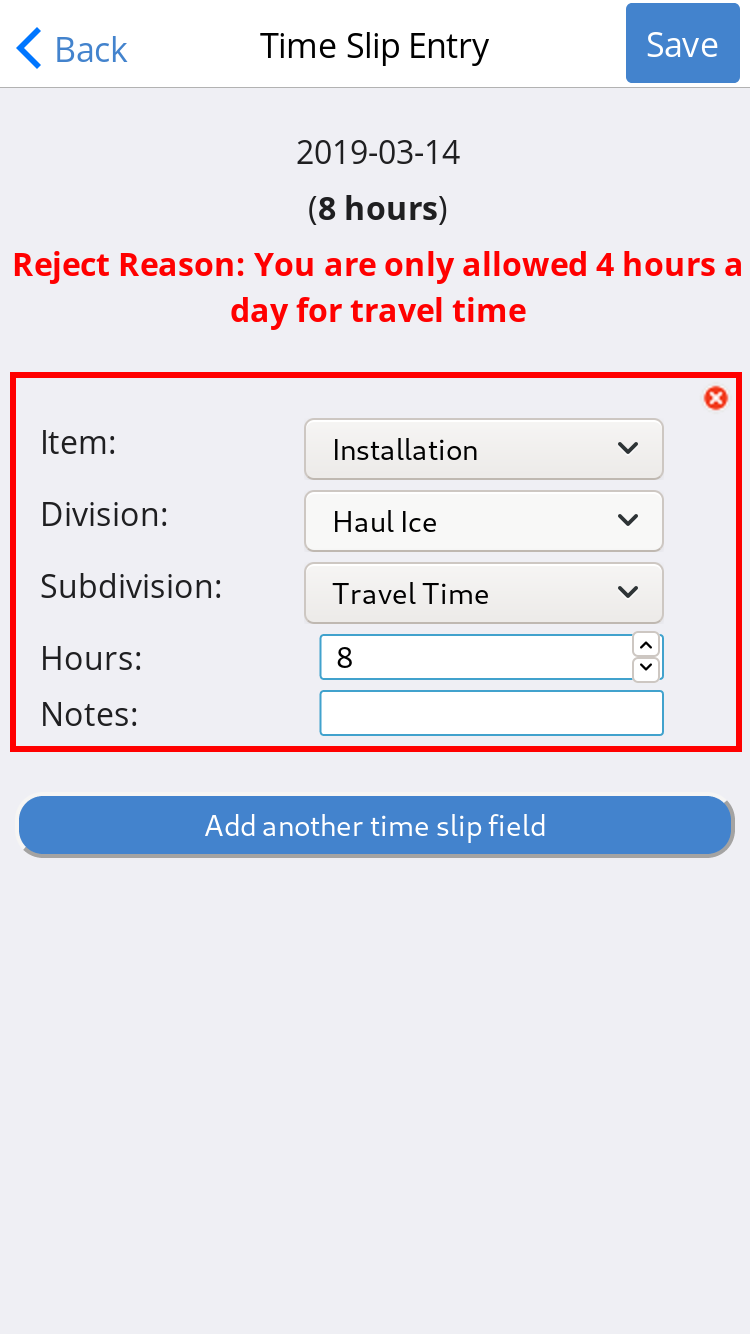 Back
Time Slip Entry
Save
2019-03-14
(8 hours)
Reject Reason: You are only allowed 4 hours a
day for travel time
Item:
Installation
Division:
Haul Ice
Subdivision:
Travel Time
Hours:
8
Notes:
Add another time slip field